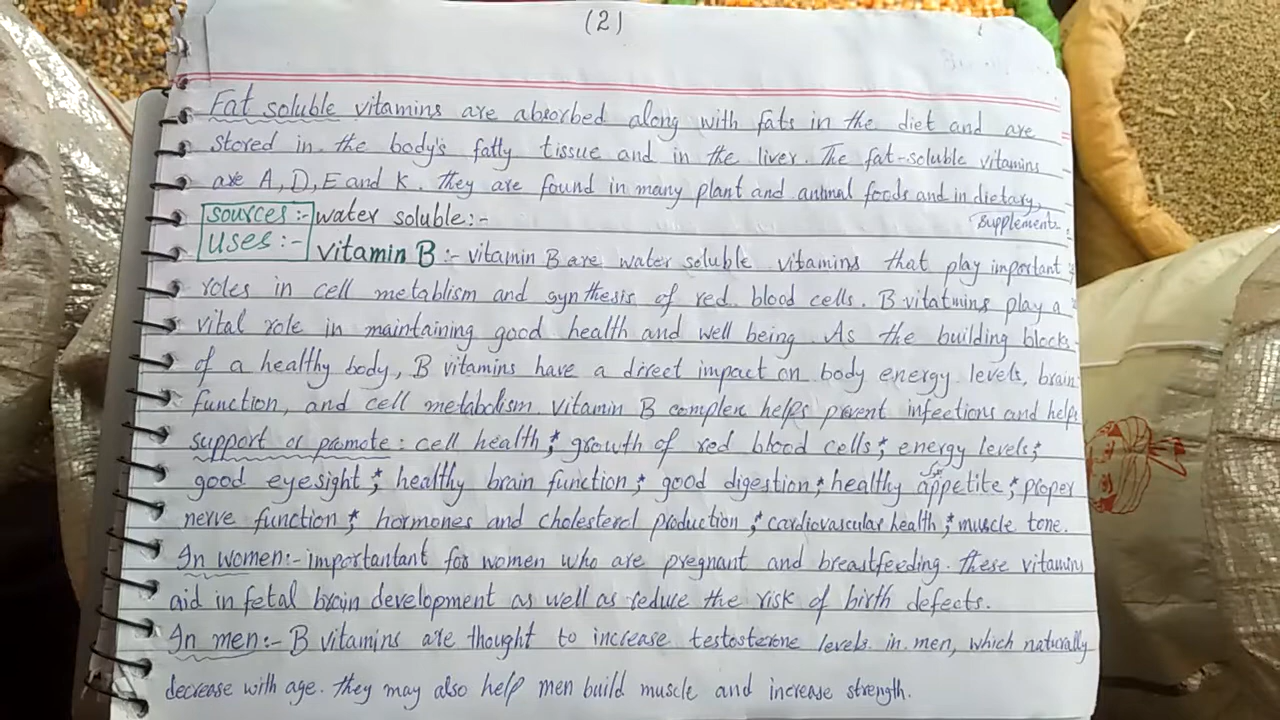 (2)
Fat soluble vitamins are absorbed along with fats in the diet and are
stored in the body's fatty tissue and in the liver. The fat-soluble vitamins
are A, D, E and K. They are found in many plant and animal foods and in dietary
supplements.
sources:- water soluble:-
uses:-
vitamin B:- vitamin B are water soluble vitamins that play important
roles in cell metablism and synthesis of red blood cells. B vitatmins play a
vital role in maintaining good health and well being. As the building blocks
of a healthy body, B vitamins have a direct impact on body energy levels, brain
function, and cell metabolism. vitamin B complex helps prevent infections and helps
support or promote: cell health; * growth of red blood cells; * energy levels; *
good eyesight; * healthy brain function; * good digestion; * healthy appetite; * proper
nerve function; * hormones and cholesterol production; * cardiovascular health; * muscle tone.
In women:- importantant for women who are pregnant and breastfeeding. These vitamins
aid in fetal brain development as well as reduce the risk of birth defects.
In men:- B vitamins are thought to increase testosterone levels in men, which naturally
decrease with age. They may also help men build muscle and increase strength.